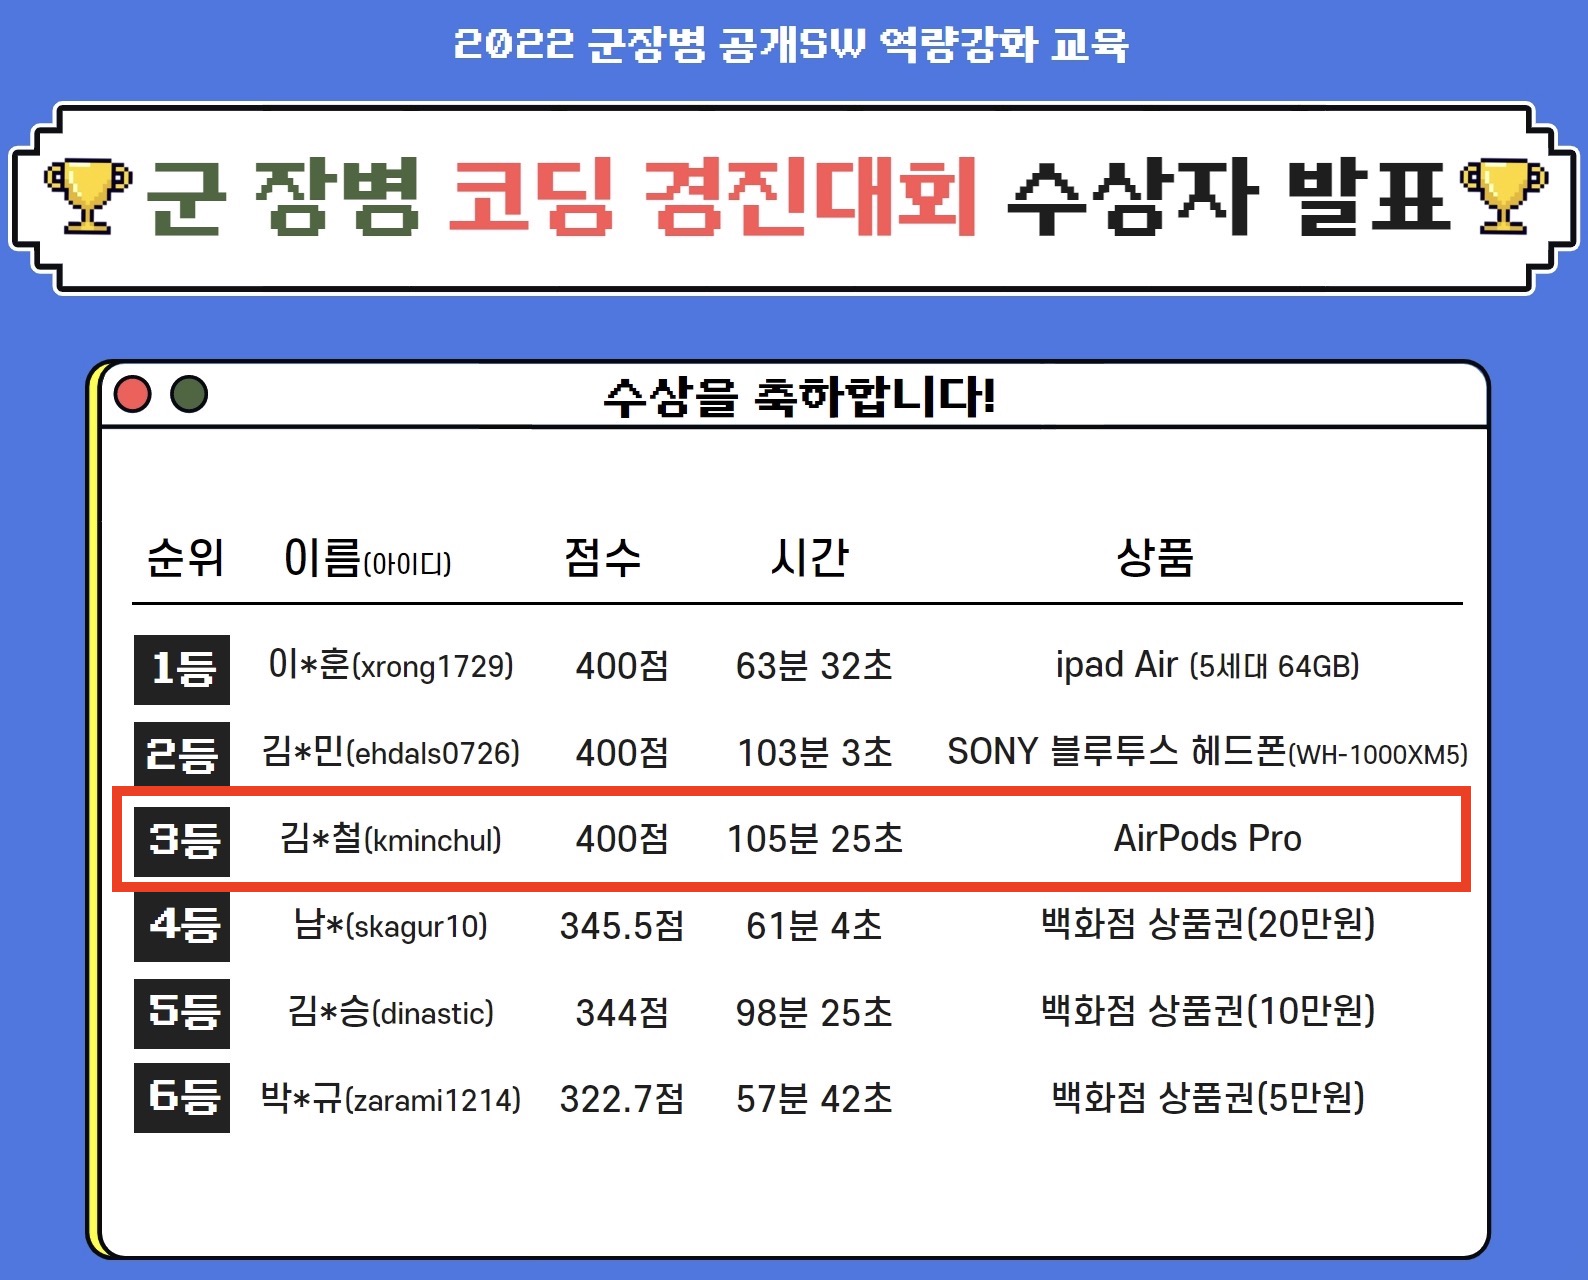 2022 군장병 공개SW 역량강화 교육
군 장병 코딩 경진대회 수상자 발표
수상을 축하합니다!
순위 이름(아이디) 점수 시간 상품
1등 이*훈(xrong1729) 400점 63분 32초 ipad Air (5세대 64GB)
2등 김*민(ehdals0726) 400점 103분 3초 SONY 블루투스 헤드폰(WH-1000XM5)
3등 김*철(kminchul) 400점 105분 25초 AirPods Pro
4등 남*(skagur10) 345.5점 61분 4초 백화점 상품권(20만원)
5등 김*승(dinastic) 344점 98분 25초 백화점 상품권(10만원)
6등 박*규(zarami1214) 322.7점 57분 42초 백화점 상품권(5만원)